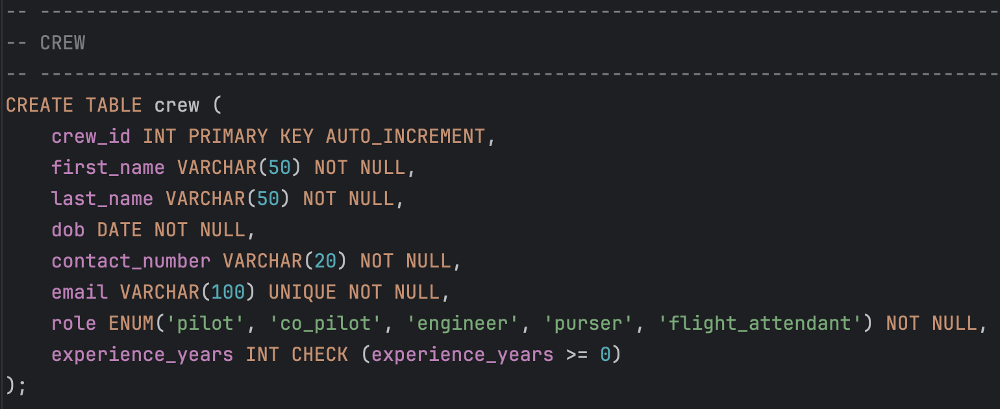 -- ------------------------------------------------------------------------------------
-- CREW
-- ------------------------------------------------------------------------------------
CREATE TABLE crew (
    crew_id INT PRIMARY KEY AUTO_INCREMENT,
    first_name VARCHAR(50) NOT NULL,
    last_name VARCHAR(50) NOT NULL,
    dob DATE NOT NULL,
    contact_number VARCHAR(20) NOT NULL,
    email VARCHAR(100) UNIQUE NOT NULL,
    role ENUM('pilot', 'co_pilot', 'engineer', 'purser', 'flight_attendant') NOT NULL,
    experience_years INT CHECK (experience_years >= 0)
);